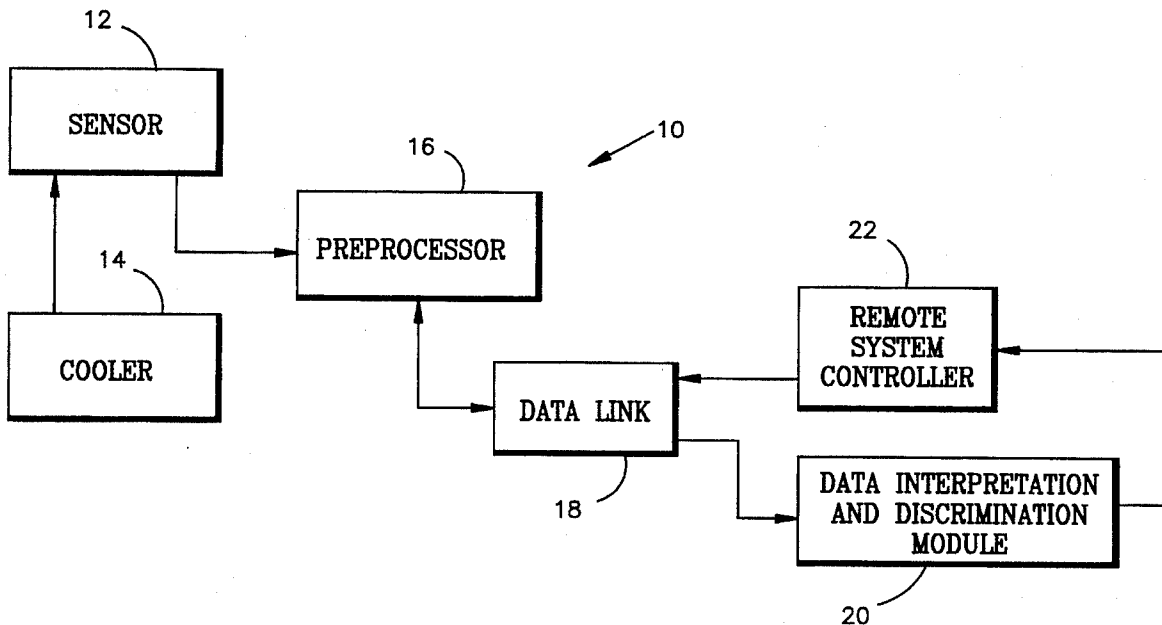 12
SENSOR
10
16
PREPROCESSOR
14
COOLER
22
REMOTE
SYSTEM
CONTROLLER
DATA LINK
18
DATA INTERPRETATION
AND DISCRIMINATION
MODULE
20